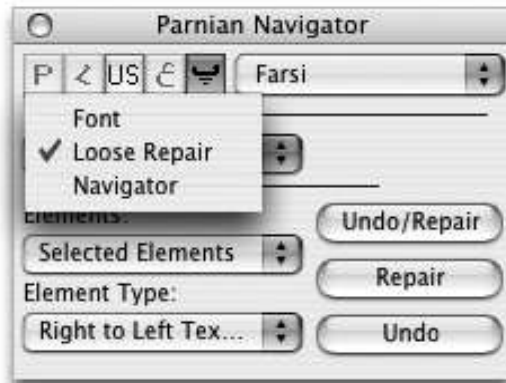 Parnian Navigator
P US ع Farsi
Font
Loose Repair
Navigator
Elements:
Selected Elements
Undo/Repair
Repair
Element Type:
Right to Left Tex...
Undo